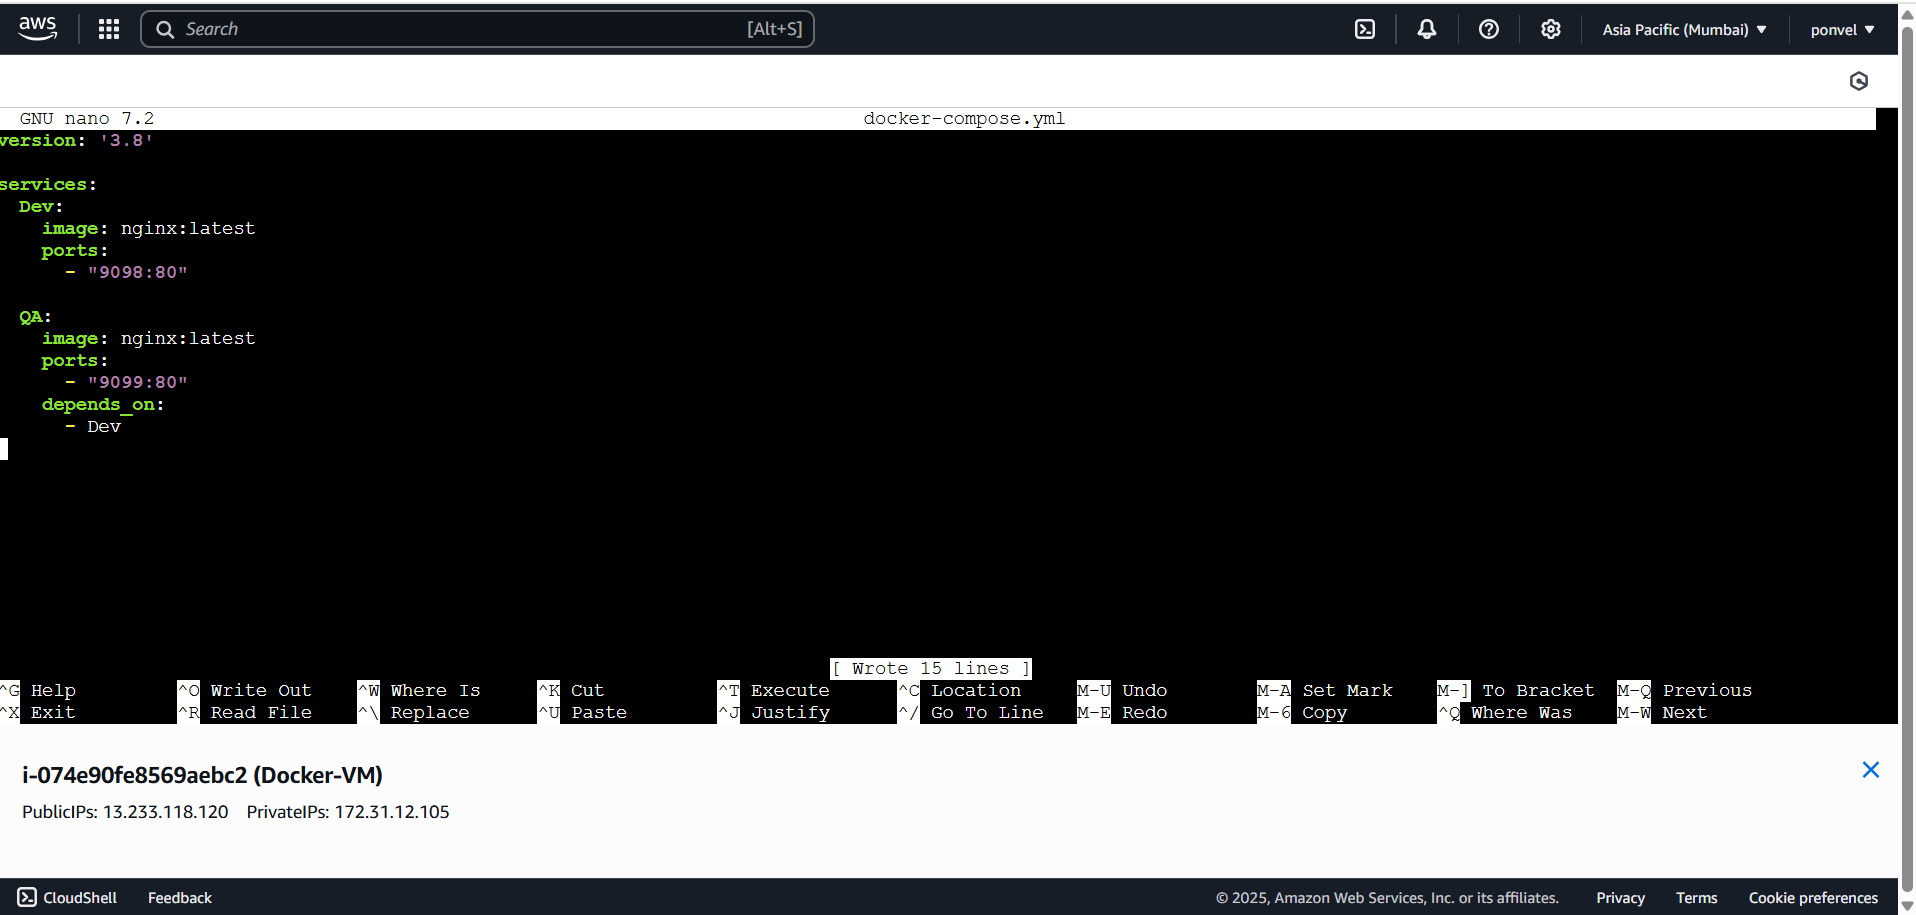 aws Search [Alt+S] Asia Pacific (Mumbai) ponvel
GNU nano 7.2 docker-compose.yml
version: '3.8'
services:
Dev:
image: nginx:latest
ports:
- "9098:80"
QA:
image: nginx:latest
ports:
- "9099:80"
depends_on:
- Dev
[ Wrote 15 lines ]
^G Help ^O Write Out ^W Where Is ^K Cut ^T Execute ^C Location M-U Undo M-A Set Mark M-] To Bracket M-Q Previous
^X Exit ^R Read File ^\ Replace ^U Paste ^J Justify ^/ Go To Line M-E Redo M-6 Copy ^Q Where Was M-W Next
i-074e90fe8569aebc2 (Docker-VM)
PublicIPs: 13.233.118.120 PrivateIPs: 172.31.12.105
CloudShell Feedback © 2025, Amazon Web Services, Inc. or its affiliates. Privacy Terms Cookie preferences